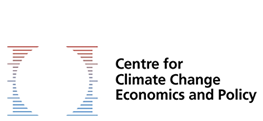 Centre for
Climate Change
Economics and Policy